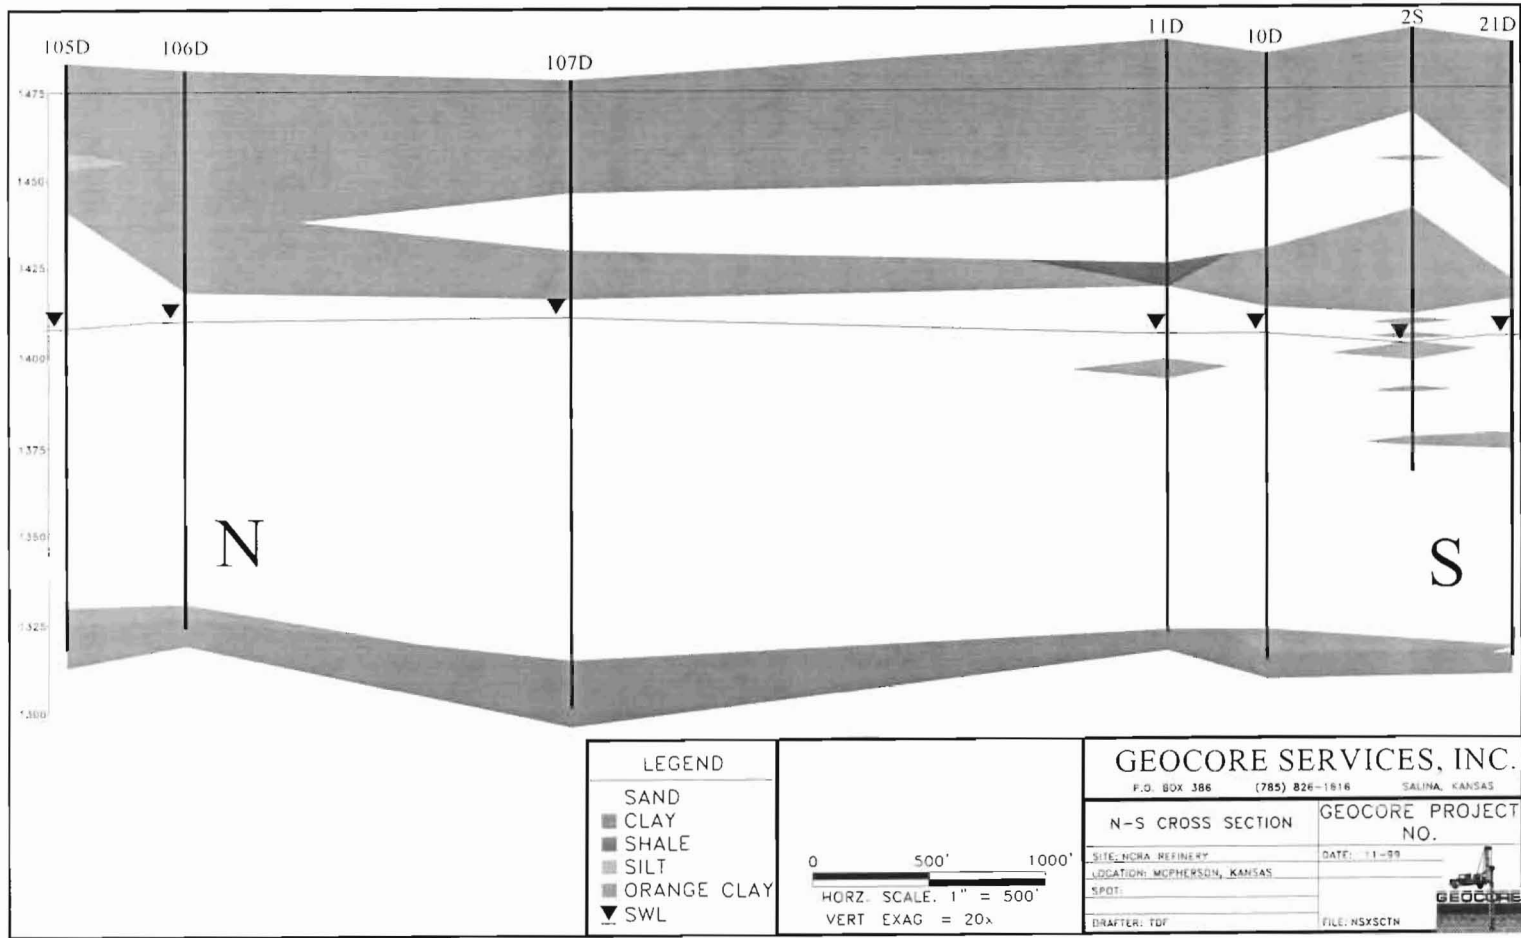 105D
106D
107D
11D
10D
2S
21D
1475
1450
1425
1400
1375
1350
1325
1300
N
S
LEGEND
SAND
CLAY
SHALE
SILT
ORANGE CLAY
SWL
0 500' 1000'
HORZ. SCALE. 1" = 500'
VERT EXAG = 20x
GEOCORE SERVICES, INC.
P.O. BOX 386 (785) 826-1616 SALINA, KANSAS
N-S CROSS SECTION
GEOCORE PROJECT NO.
SITE: NCRA REFINERY
DATE: 11-99
LOCATION: MCPHERSON, KANSAS
SPOT:
DRAFTER: TDF
FILE: NSXSCTN
GEOCORE